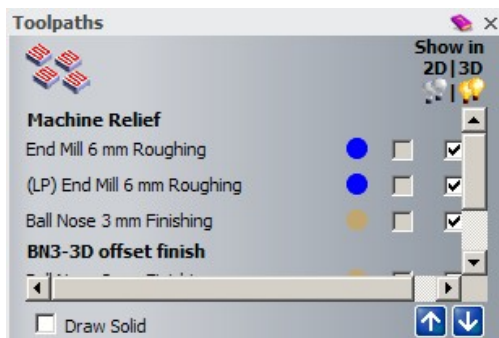 Toolpaths
Show in
2D|3D
Machine Relief
End Mill 6 mm Roughing
(LP) End Mill 6 mm Roughing
Ball Nose 3 mm Finishing
BN3-3D offset finish
Draw Solid